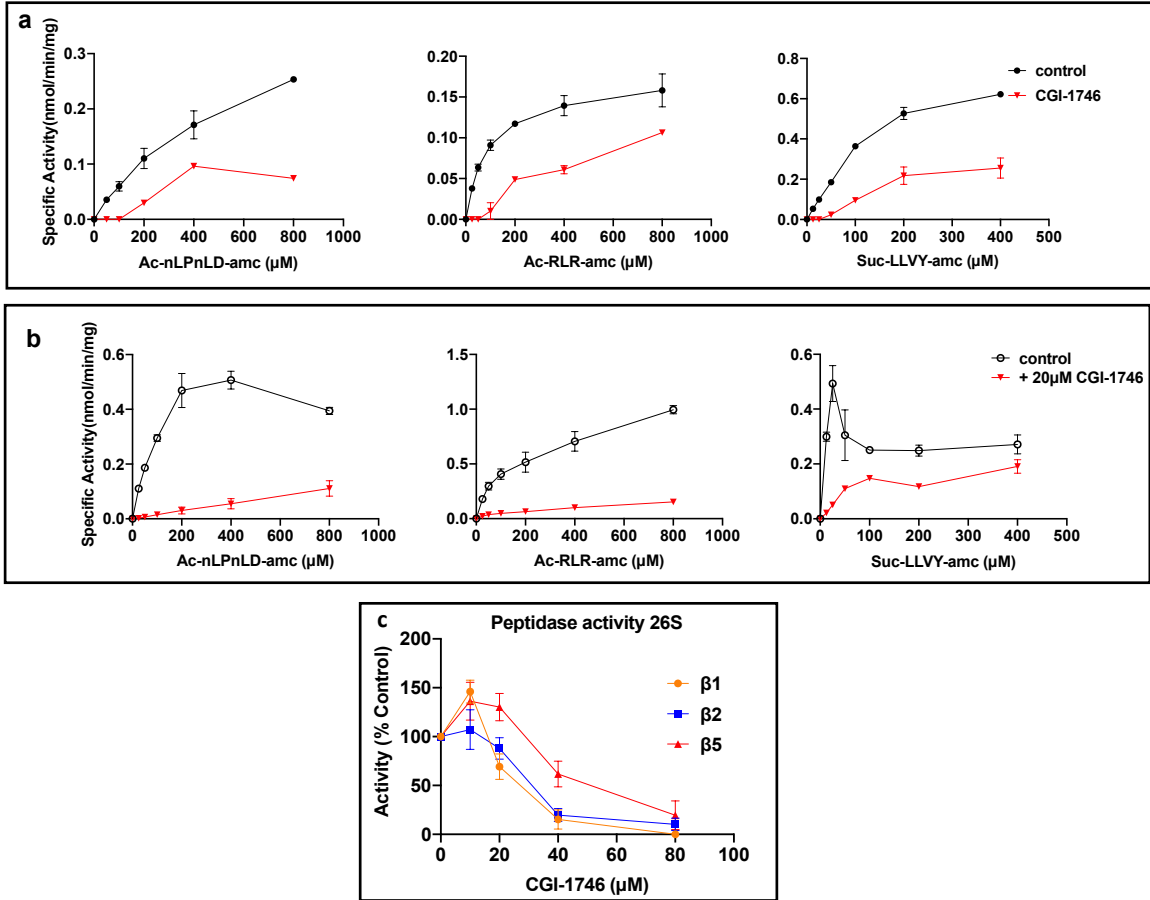 a
Specific Activity(nmol/min/mg)
0.3
0.2
0.1
0.0
0 200 400 600 800 1000
Ac-nLPnLD-amc (µM)
0.20
0.15
0.10
0.05
0.00
0 200 400 600 800 1000
Ac-RLR-amc (µM)
0.8
0.6
0.4
0.2
0.0
0 100 200 300 400 500
Suc-LLVY-amc (µM)
control
CGI-1746
b
Specific Activity(nmol/min/mg)
0.6
0.4
0.2
0.0
0 200 400 600 800 1000
Ac-nLPnLD-amc (µM)
1.5
1.0
0.5
0.0
0 200 400 600 800 1000
Ac-RLR-amc (µM)
0.6
0.4
0.2
0.0
0 100 200 300 400 500
Suc-LLVY-amc (µM)
control
+ 20µM CGI-1746
c
Peptidase activity 26S
Activity (% Control)
200
150
100
50
0
0 20 40 60 80 100
CGI-1746 (µM)
β1
β2
β5